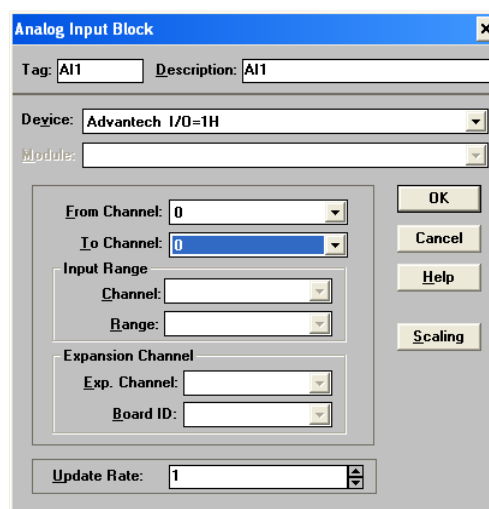 Analog Input Block
Tag: AI1 Description: AI1
Device: Advantech I/O=1H
Module:
From Channel: 0
OK
To Channel: 0
Cancel
Input Range
Channel:
Help
Range:
Scaling
Expansion Channel
Exp. Channel:
Board ID:
Update Rate: 1